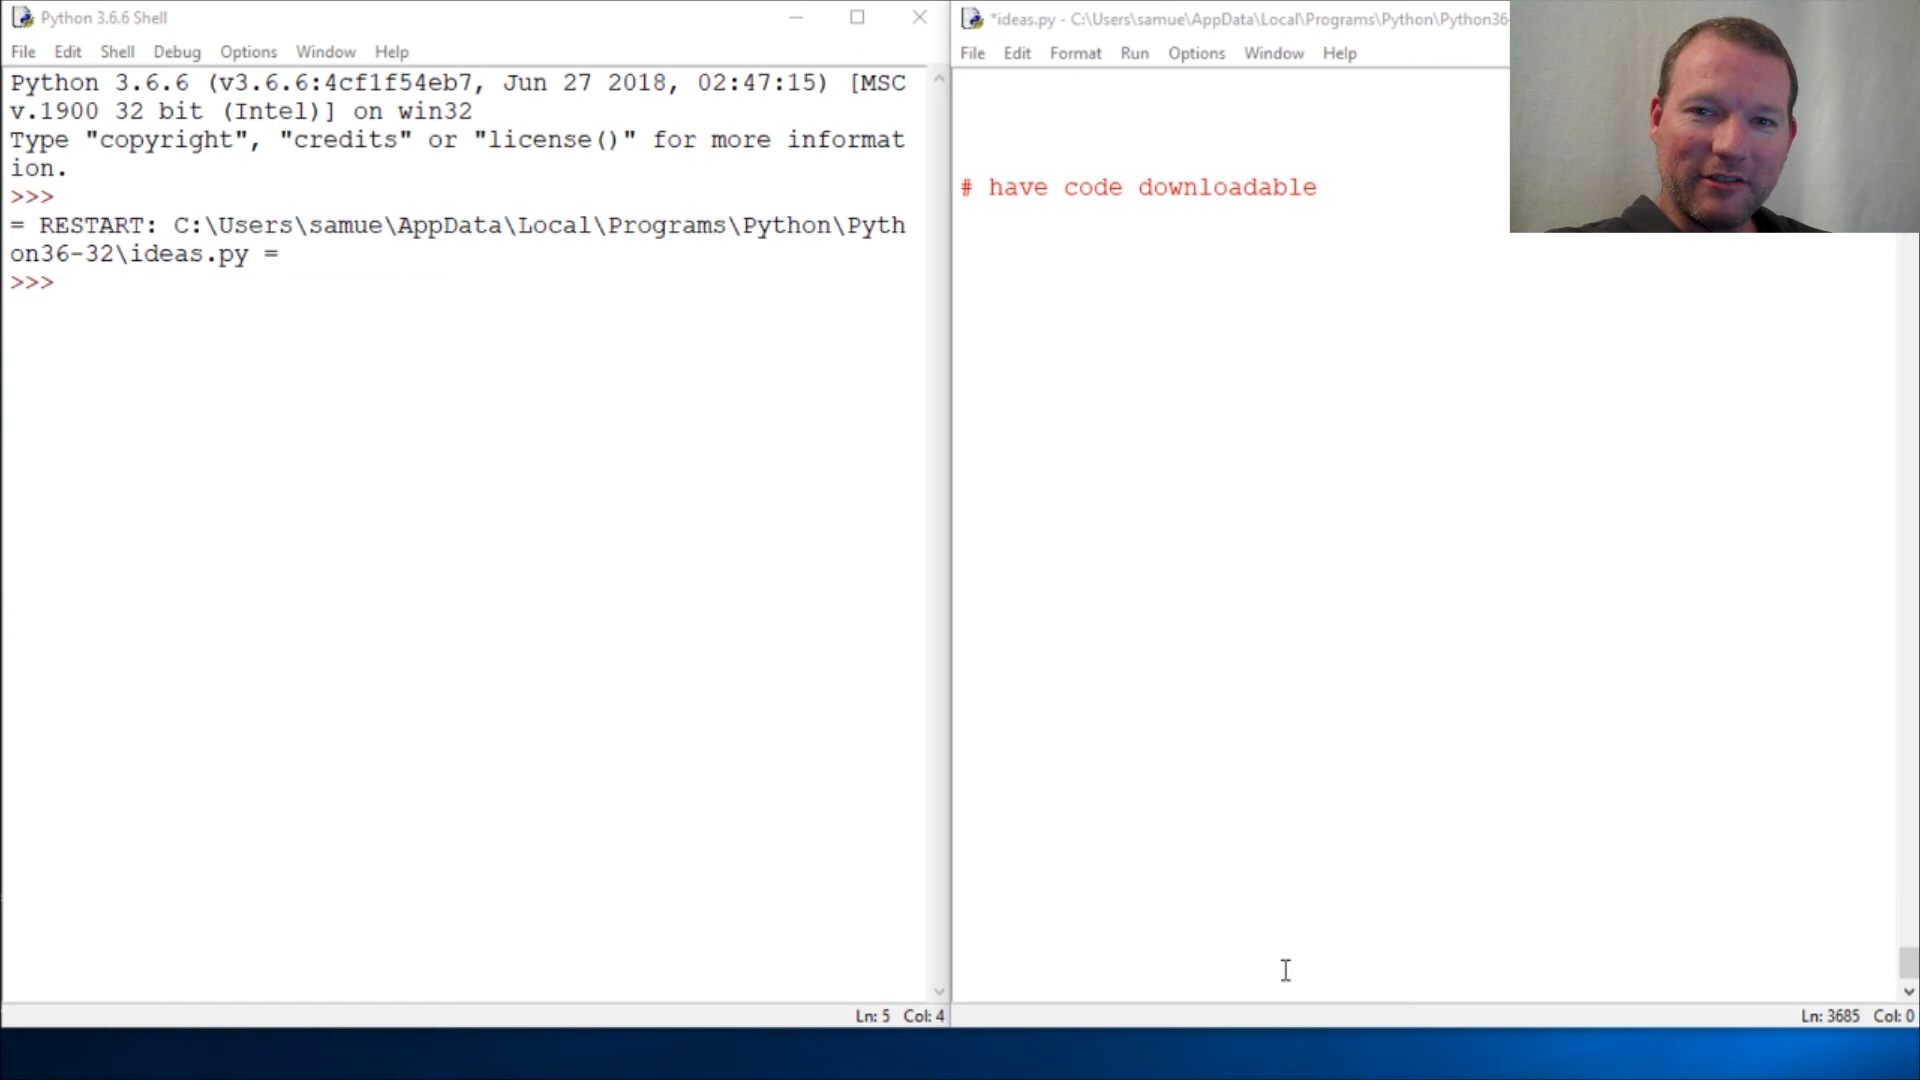 Python 3.6.6 Shell
File Edit Shell Debug Options Window Help
Python 3.6.6 (v3.6.6:4cf1f54eb7, Jun 27 2018, 02:47:15) [MSC
v.1900 32 bit (Intel)] on win32
Type "copyright", "credits" or "license()" for more informat
ion.
>>>
= RESTART: C:\Users\samue\AppData\Local\Programs\Python\Pyth
on36-32\ideas.py =
>>>
Ln: 5 Col: 4
*ideas.py - C:\Users\samue\AppData\Local\Programs\Python\Python36
File Edit Format Run Options Window Help
# have code downloadable
Ln: 3685 Col: 0